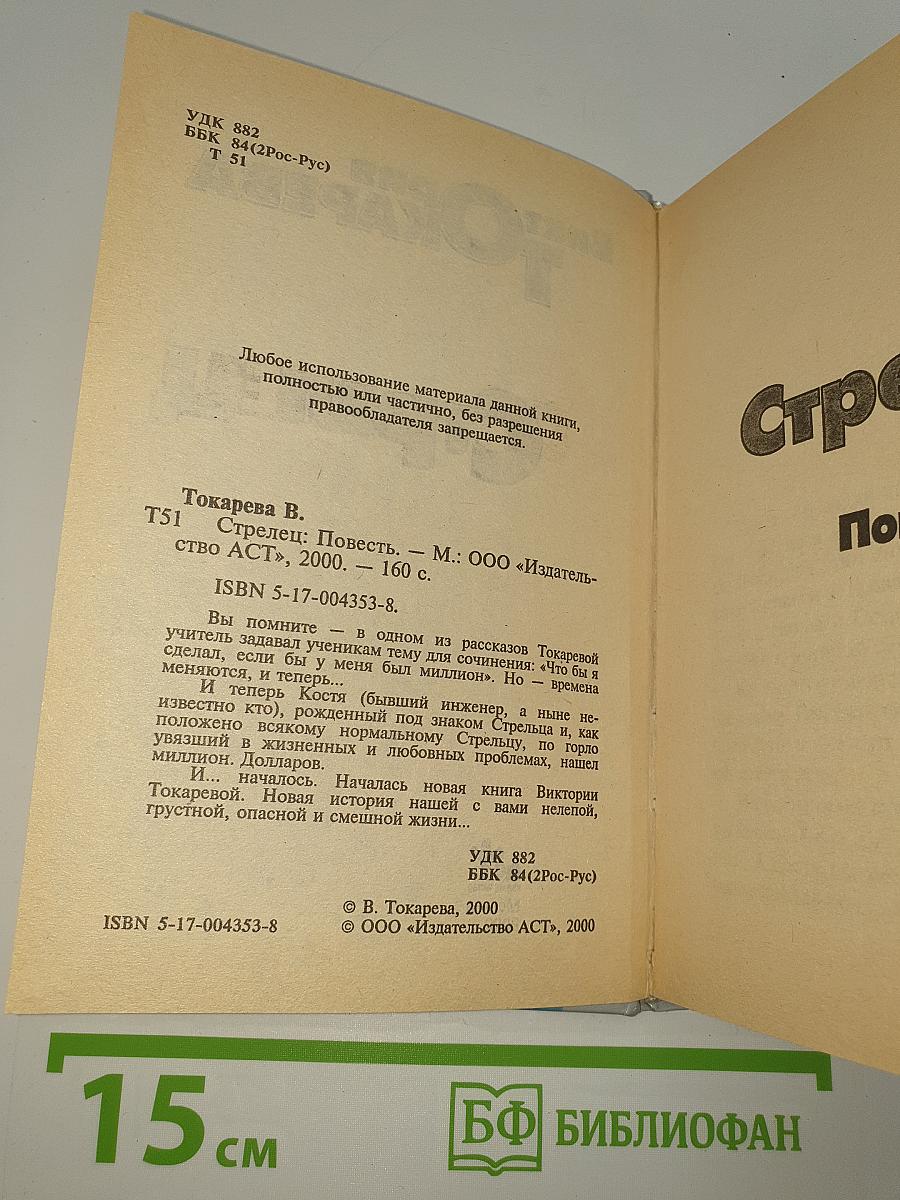 УДК 882
ББК 84(2Рос-Рус)
Т 51
Любое использование материала данной книги,
полностью или частично, без разрешения
правообладателя запрещается.
Токарева В.
Т51 Стрелец: Повесть. — М.: ООО «Издатель-
ство АСТ», 2000. — 160 с.
ISBN 5-17-004353-8.
Вы помните — в одном из рассказов Токаревой
учитель задавал ученикам тему для сочинения: «Что бы я
сделал, если бы у меня был миллион». Но — времена
меняются, и теперь...
И теперь Костя (бывший инженер, а ныне не-
известно кто), рожденный под знаком Стрельца и, как
положено всякому нормальному Стрельцу, по горло
увязший в жизненных и любовных проблемах, нашел
миллион. Долларов.
И... началось. Началась новая книга Виктории
Токаревой. Новая история нашей с вами нелепой,
грустной, опасной и смешной жизни...
УДК 882
ББК 84(2Рос-Рус)
© В. Токарева, 2000
ISBN 5-17-004353-8 © ООО «Издательство АСТ», 2000
Стре
Пов
15 см
БФ БИБЛИОФАН